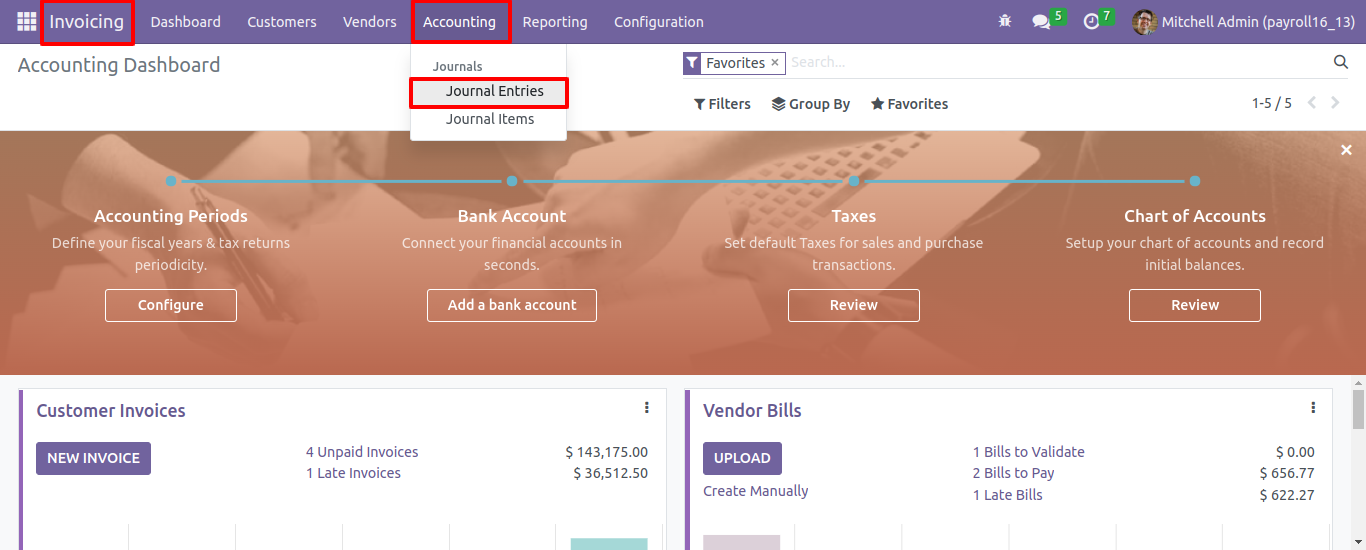 Invoicing Dashboard Customers Vendors Accounting Reporting Configuration 5 7 Mitchell Admin (payroll16_13)
Accounting Dashboard
Journals
Journal Entries
Journal Items
Favorites × Search...
Filters Group By Favorites 1-5 / 5
Accounting Periods
Define your fiscal years & tax returns
periodicity.
Configure
Bank Account
Connect your financial accounts in
seconds.
Add a bank account
Taxes
Set default Taxes for sales and purchase
transactions.
Review
Chart of Accounts
Setup your chart of accounts and record
initial balances.
Review
Customer Invoices
NEW INVOICE
4 Unpaid Invoices $ 143,175.00
1 Late Invoices $ 36,512.50
Vendor Bills
UPLOAD
Create Manually
1 Bills to Validate $ 0.00
2 Bills to Pay $ 656.77
1 Late Bills $ 622.27